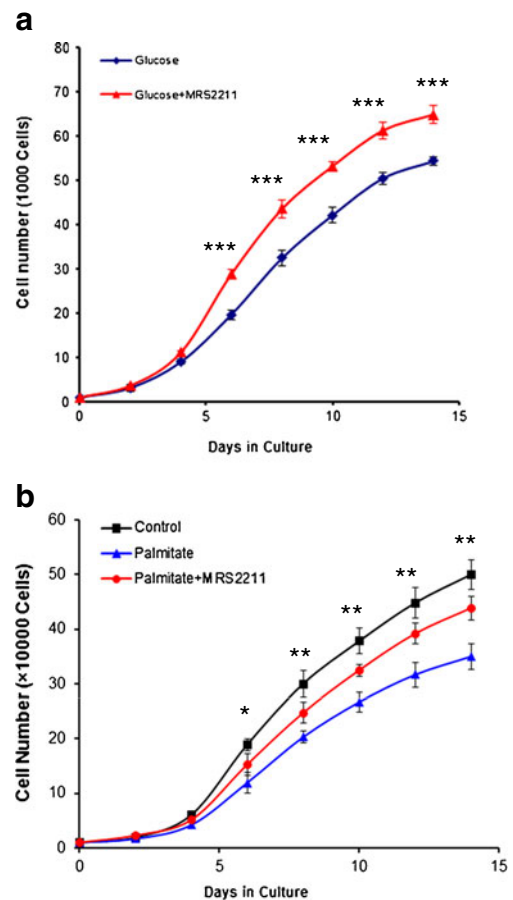 a
80
70
60
50
40
30
20
10
0
Cell number (1000 Cells)
Glucose
Glucose+MRS2211
***
***
***
***
***
0 5 10 15
Days in Culture
b
60
50
40
30
20
10
0
Cell Number (×10000 Cells)
Control
Palmitate
Palmitate+MRS2211
**
**
**
**
*
0 5 10 15
Days in Culture